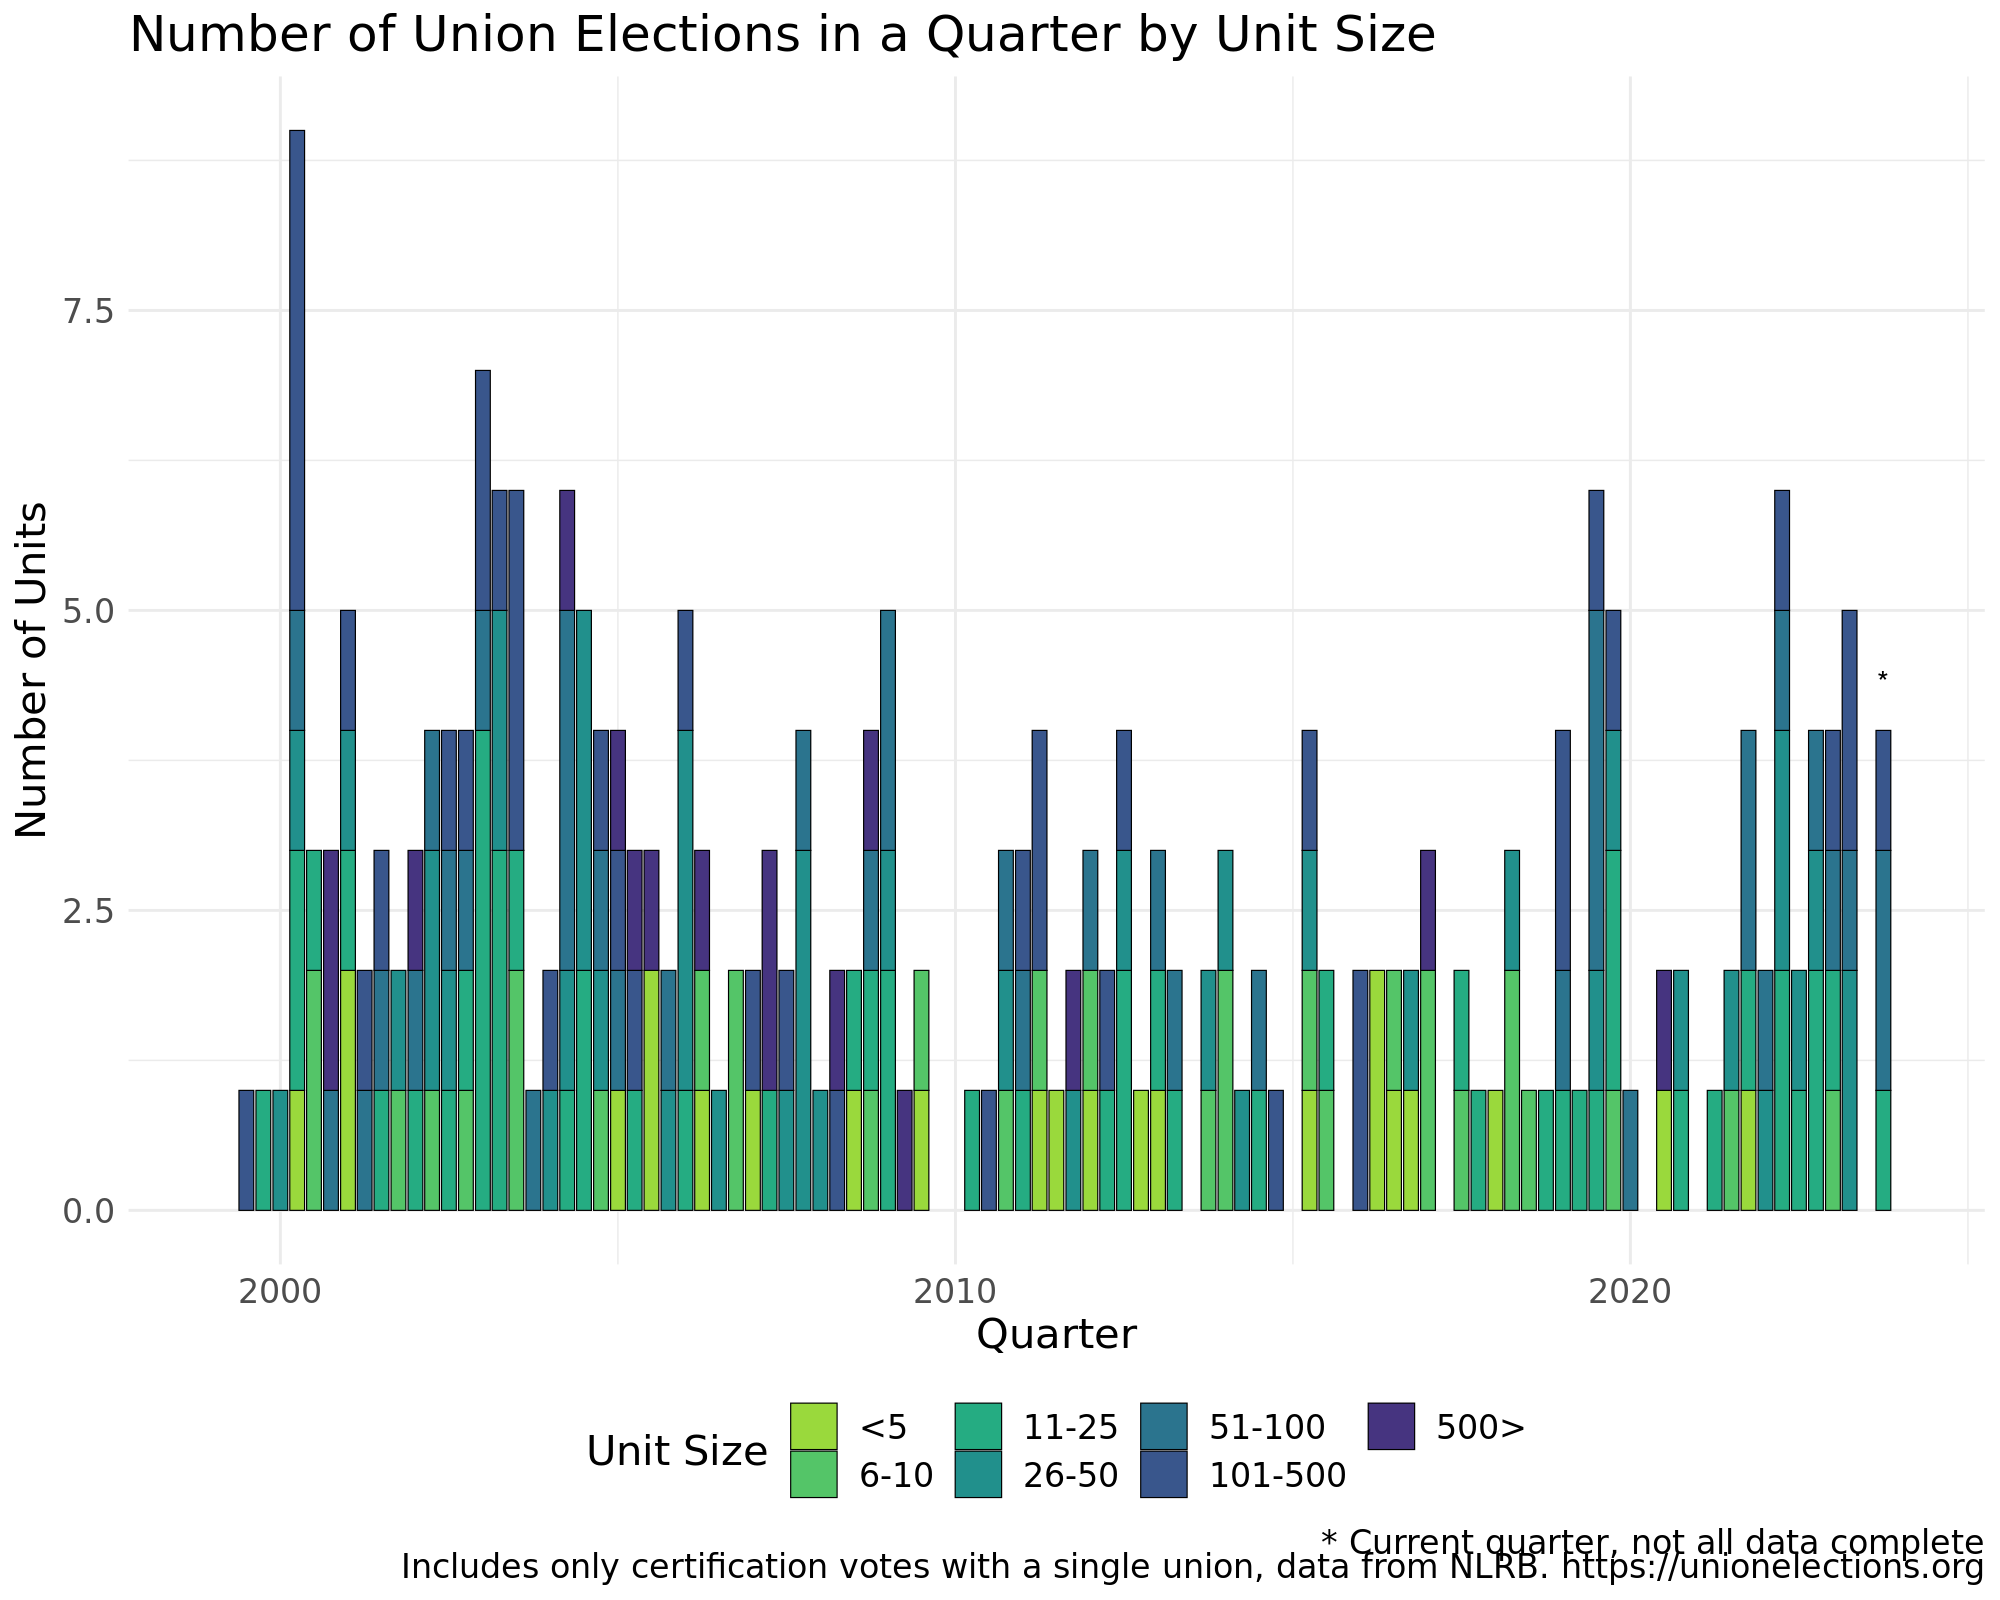 Number of Union Elections in a Quarter by Unit Size
Number of Units
7.5
5.0
2.5
0.0
*
2000 2010 2020
Quarter
Unit Size
<5 11-25 51-100 500>
6-10 26-50 101-500
* Current quarter, not all data complete
Includes only certification votes with a single union, data from NLRB. https://unionelections.org